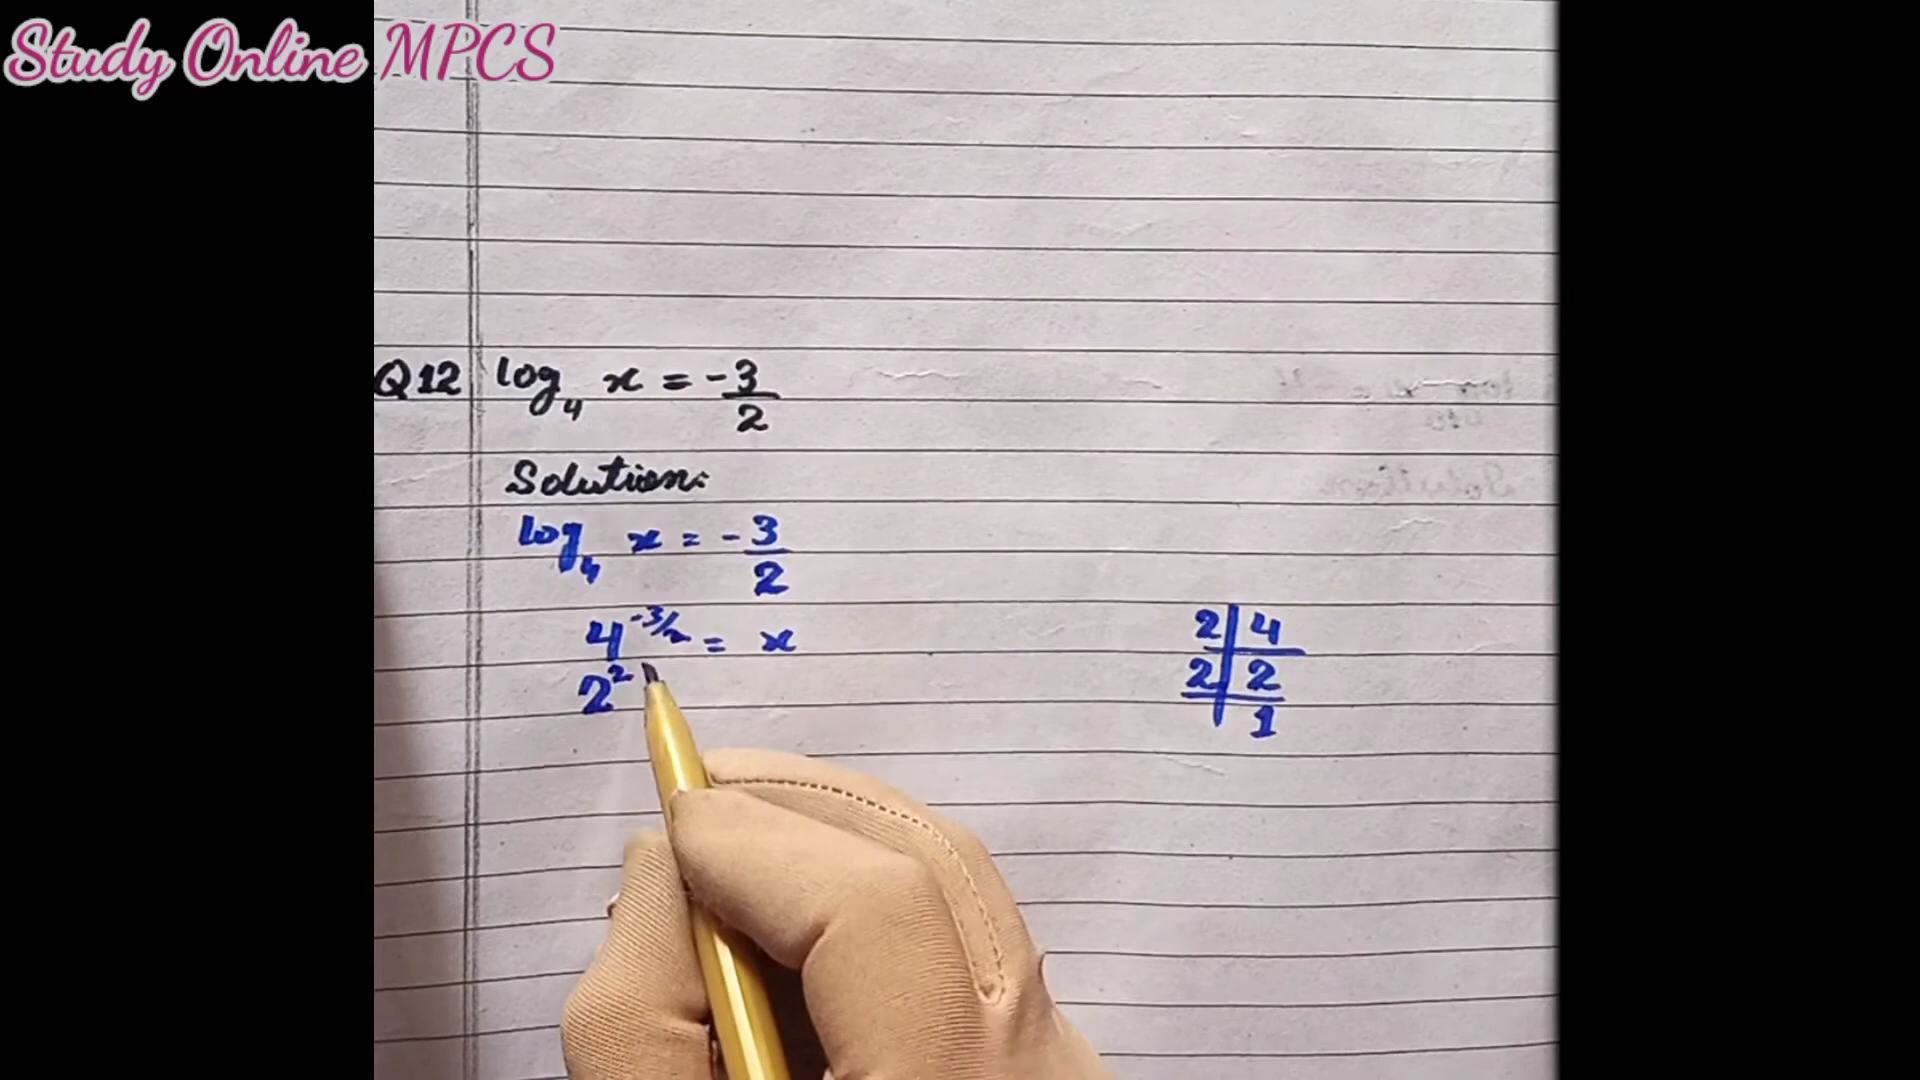 Study Online MPCS
Q12 log₄ x = -3/2
Solution:
log₄ x = -3/2
4^-3/2 = x
2^2
2 | 4
2 | 2
1